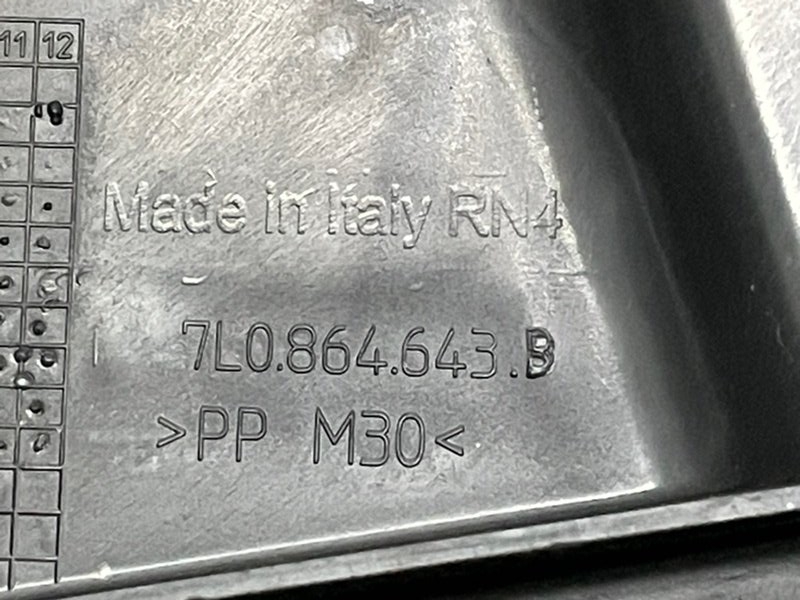 11 12
Made in Italy RN4
7L0.864.643.B
>PP M30<